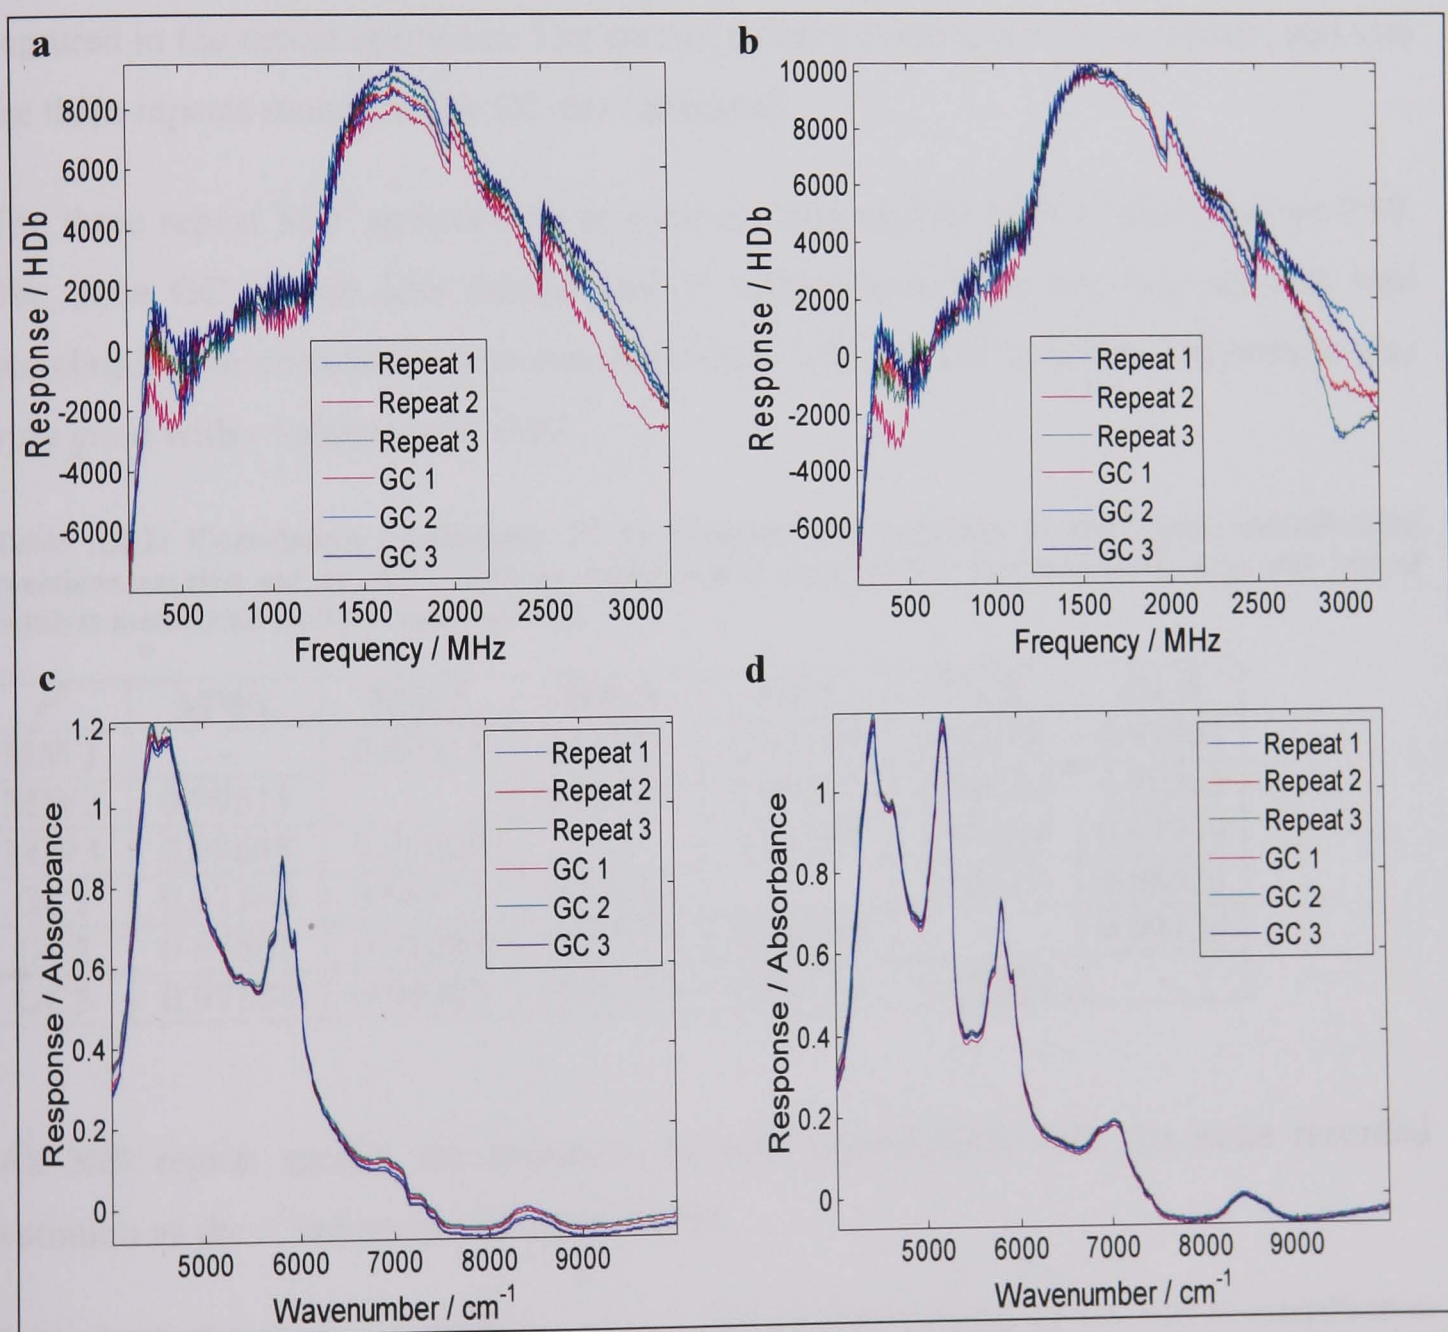 a
8000
6000
4000
2000
0
-2000
-4000
-6000
Response / HDb
Repeat 1
Repeat 2
Repeat 3
GC 1
GC 2
GC 3
500 1000 1500 2000 2500 3000
Frequency / MHz
b
10000
8000
6000
4000
2000
0
-2000
-4000
-6000
Response / HDb
Repeat 1
Repeat 2
Repeat 3
GC 1
GC 2
GC 3
500 1000 1500 2000 2500 3000
Frequency / MHz
c
1.2
1
0.8
0.6
0.4
0.2
0
Response / Absorbance
Repeat 1
Repeat 2
Repeat 3
GC 1
GC 2
GC 3
5000 6000 7000 8000 9000
Wavenumber / cm⁻¹
d
1
0.8
0.6
0.4
0.2
0
Response / Absorbance
Repeat 1
Repeat 2
Repeat 3
GC 1
GC 2
GC 3
5000 6000 7000 8000 9000
Wavenumber / cm⁻¹